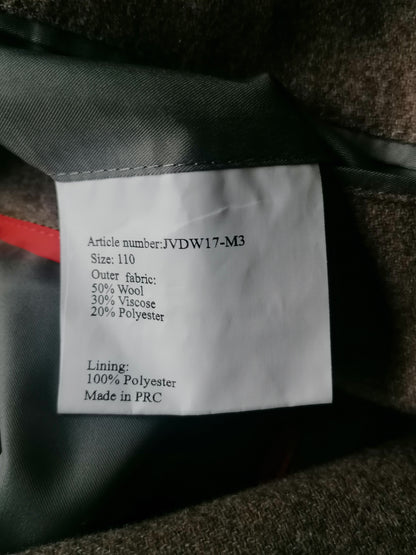 Article number:JVDW17-M3
Size: 110
Outer fabric:
50% Wool
30% Viscose
20% Polyester
Lining:
100% Polyester
Made in PRC